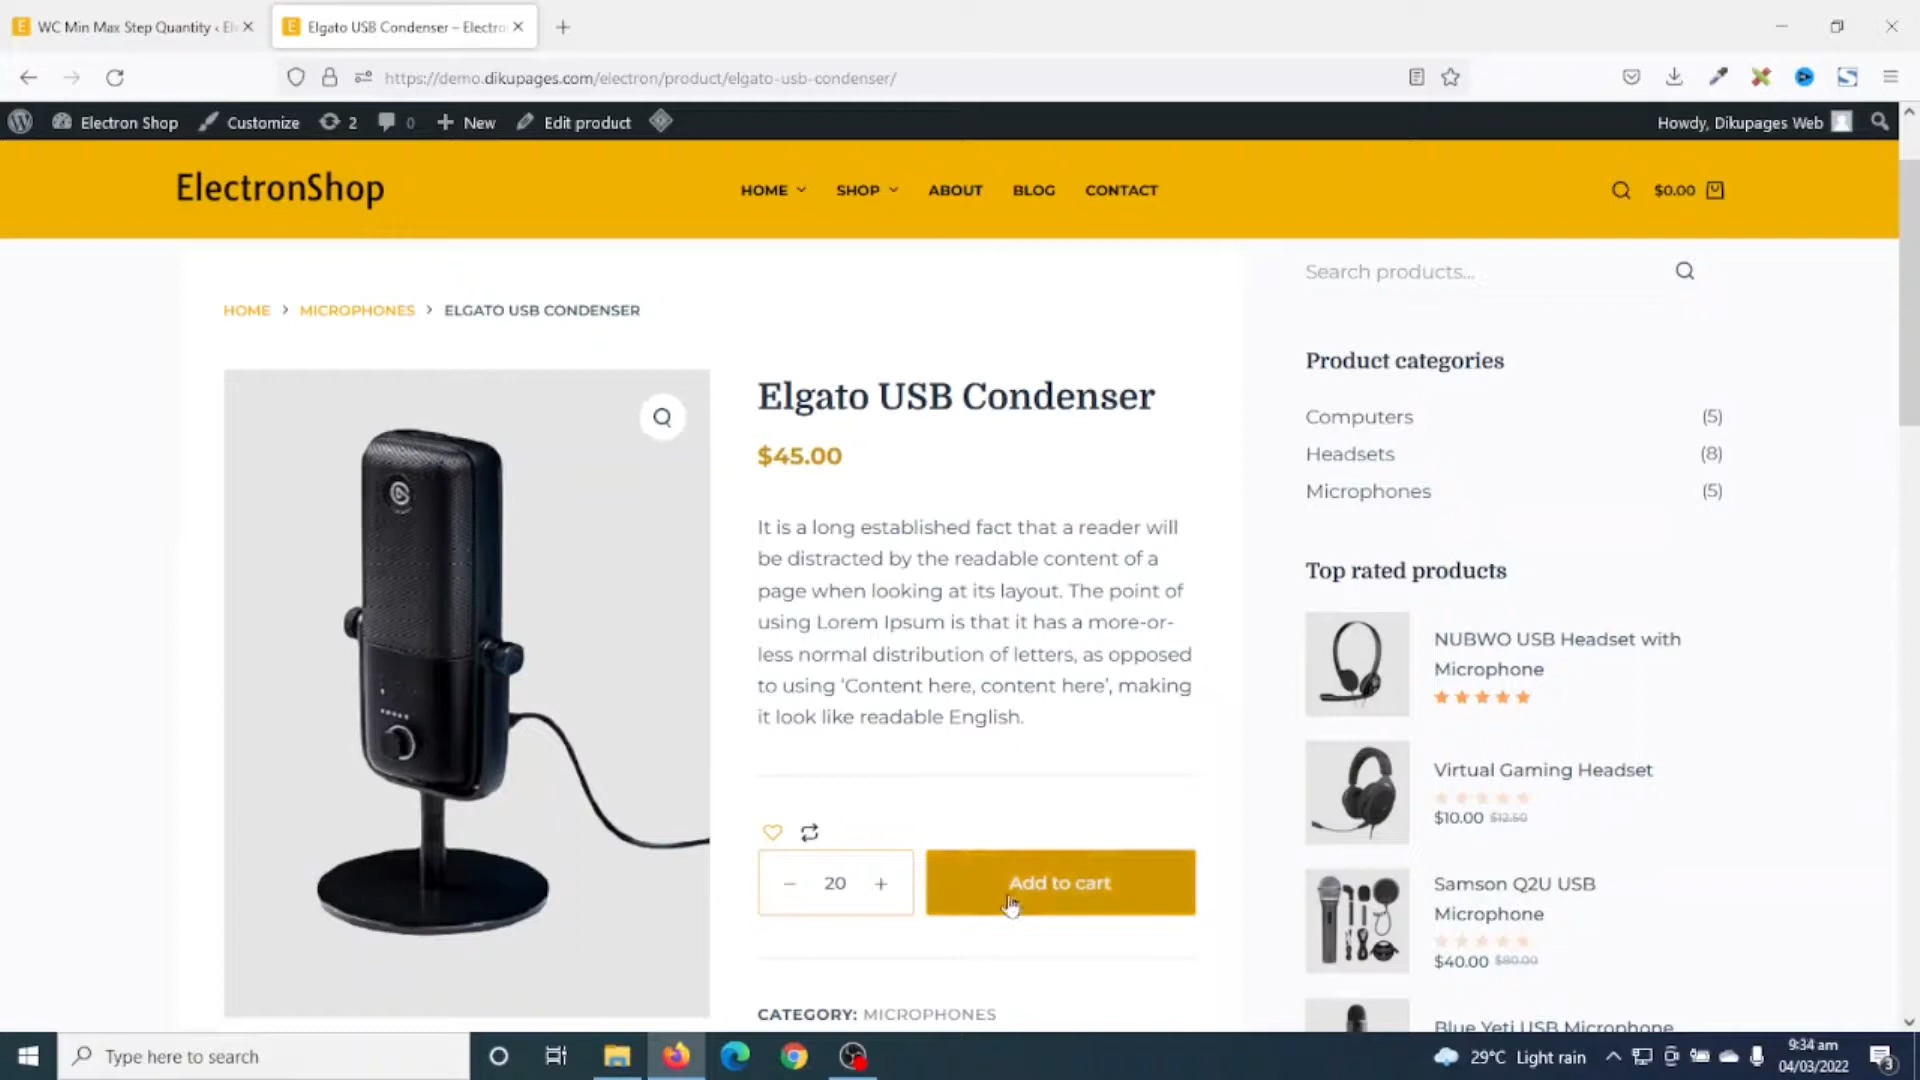 WC Min Max Step Quantity ‹ El
Elgato USB Condenser – Electro
https://demo.dikupages.com/electron/product/elgato-usb-condenser/
Electron Shop
Customize
2
0
New
Edit product
Howdy, Dikupages Web
ElectronShop
HOME
SHOP
ABOUT
BLOG
CONTACT
$0.00
HOME > MICROPHONES > ELGATO USB CONDENSER
Elgato USB Condenser
$45.00
It is a long established fact that a reader will
be distracted by the readable content of a
page when looking at its layout. The point of
using Lorem Ipsum is that it has a more-or-
less normal distribution of letters, as opposed
to using ‘Content here, content here’, making
it look like readable English.
− 20 +
Add to cart
CATEGORY: MICROPHONES
Search products...
Product categories
Computers (5)
Headsets (8)
Microphones (5)
Top rated products
NUBWO USB Headset with
Microphone
Virtual Gaming Headset
$10.00 $12.50
Samson Q2U USB
Microphone
$40.00 $80.00
Blue Yeti USB Microphone
Type here to search
29°C Light rain
9:34 am
04/03/2022
3